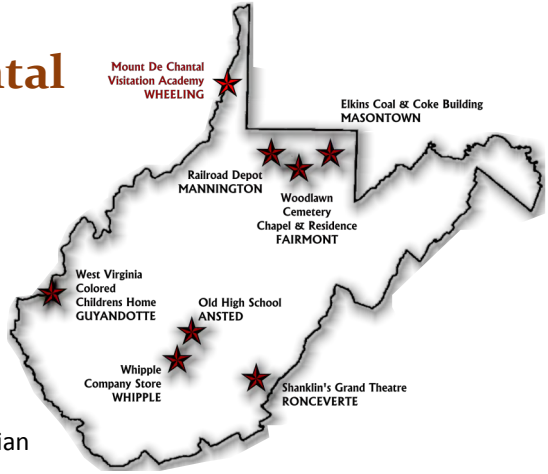 ntal
Mount De Chantal
Visitation Academy
WHEELING
Elkins Coal & Coke Building
MASONTOWN
Railroad Depot
MANNINGTON
Woodlawn
Cemetery
Chapel & Residence
FAIRMONT
West Virginia
Colored
Childrens Home
GUYANDOTTE
Old High School
ANSTED
Whipple
Company Store
WHIPPLE
Shanklin's Grand Theatre
RONCEVERTE
ian